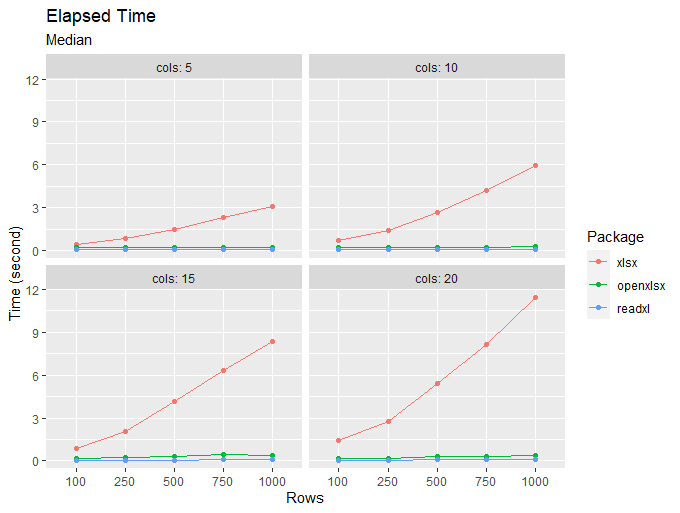 Elapsed Time
Median
cols: 5
cols: 10
12
9
6
3
0
cols: 15
cols: 20
12
9
6
3
0
100 250 500 750 1000
100 250 500 750 1000
Rows
Time (second)
Package
xlsx
openxlsx
readxl